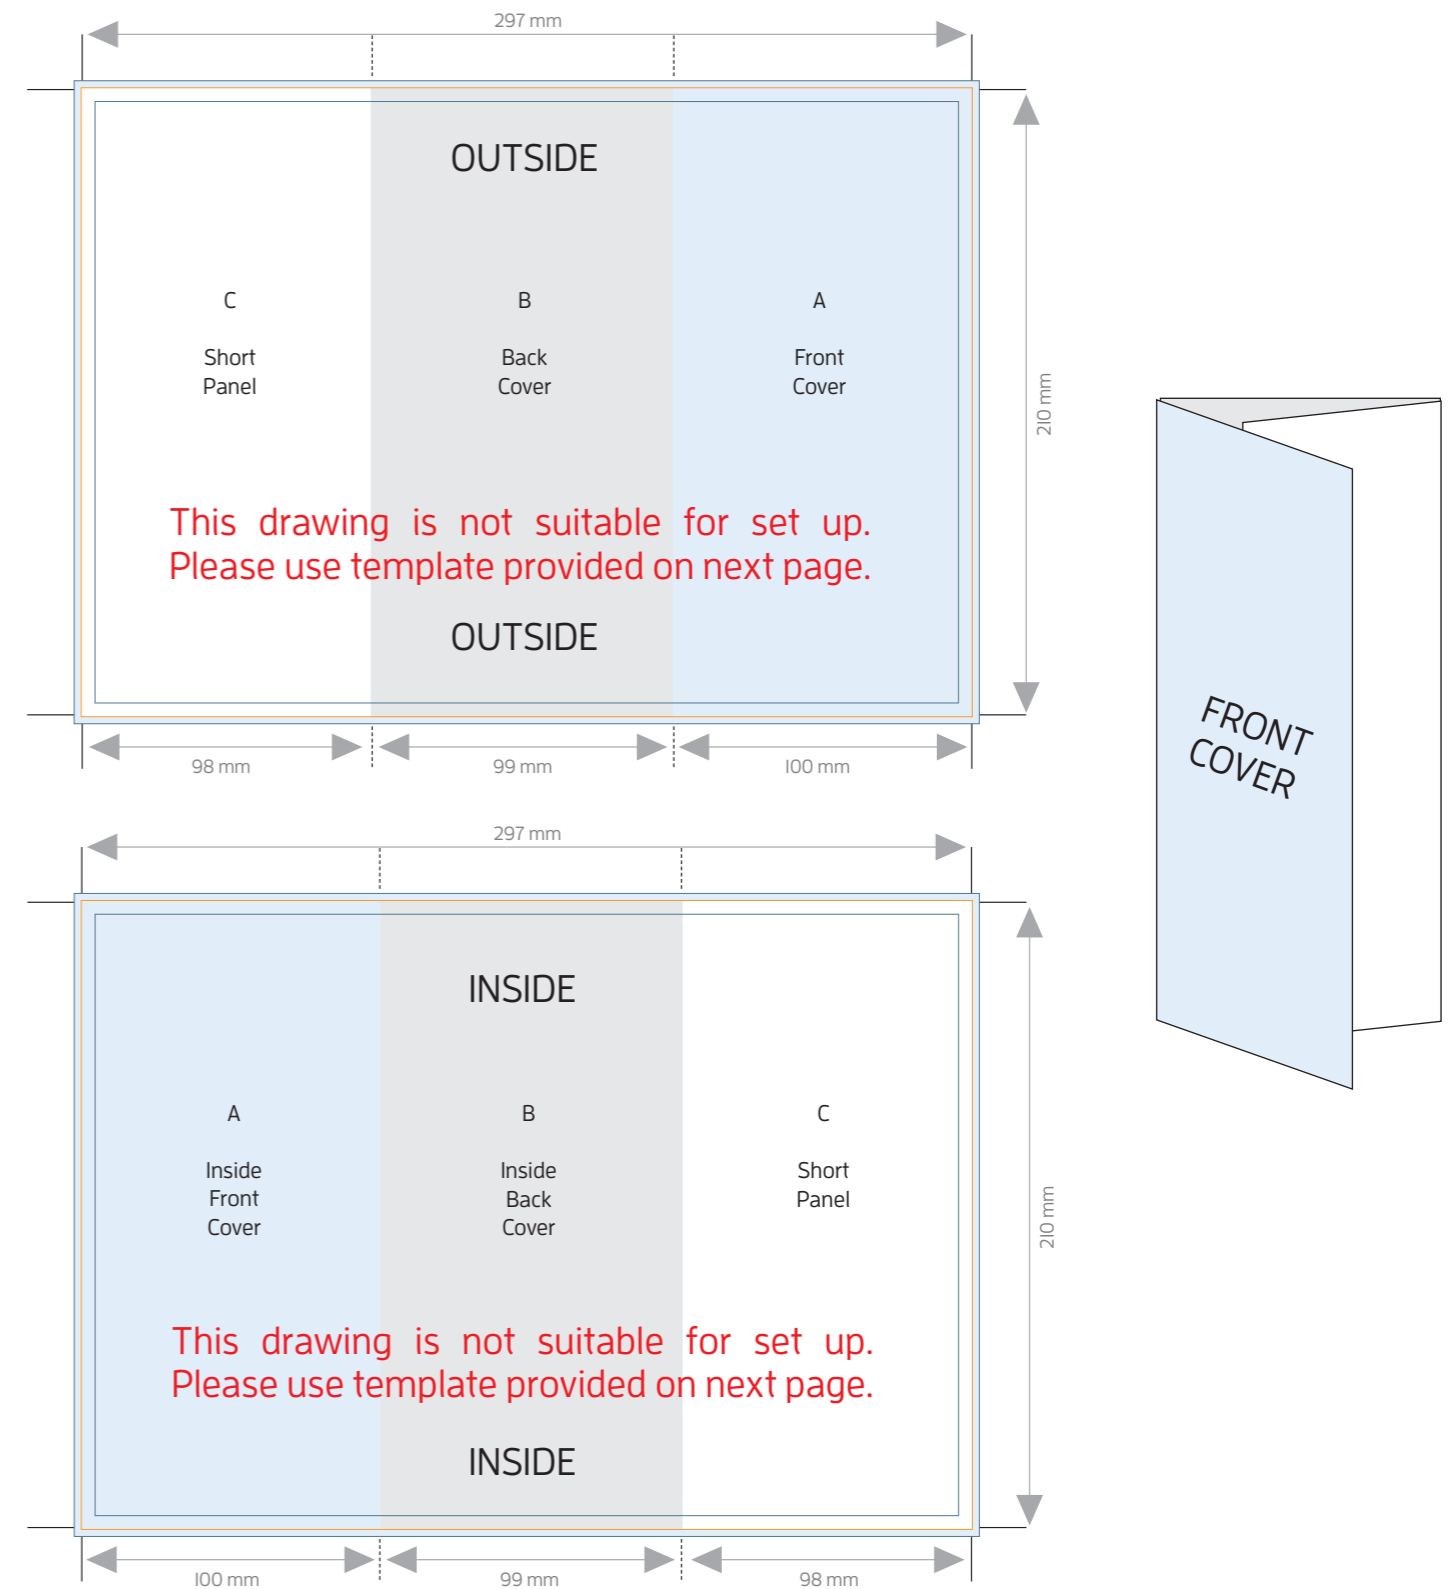 297 mm
OUTSIDE
C
B
A
Short
Panel
Back
Cover
Front
Cover
210 mm
This drawing is not suitable for set up.
Please use template provided on next page.
OUTSIDE
98 mm
99 mm
100 mm
FRONT
COVER
297 mm
INSIDE
A
B
C
Inside
Front
Cover
Inside
Back
Cover
Short
Panel
210 mm
This drawing is not suitable for set up.
Please use template provided on next page.
INSIDE
100 mm
99 mm
98 mm